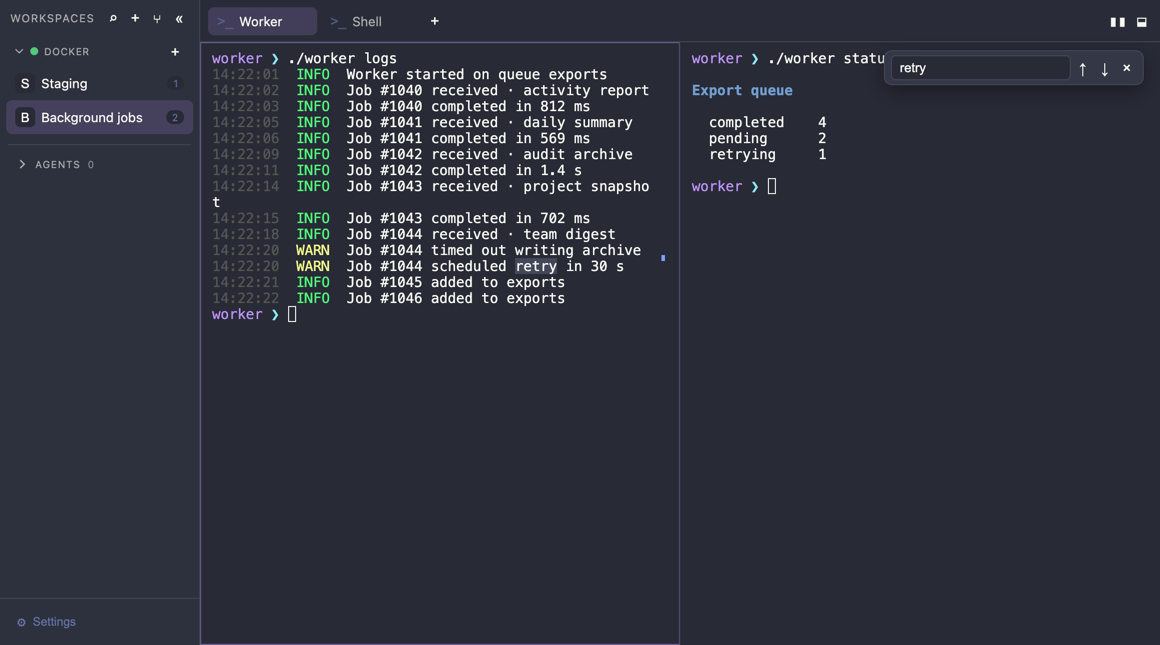 WORKSPACES
DOCKER
S Staging 1
B Background jobs 2
AGENTS 0
Settings
>_ Worker
>_ Shell
worker ❯ ./worker logs
14:22:01 INFO Worker started on queue exports
14:22:02 INFO Job #1040 received · activity report
14:22:03 INFO Job #1040 completed in 812 ms
14:22:05 INFO Job #1041 received · daily summary
14:22:06 INFO Job #1041 completed in 569 ms
14:22:09 INFO Job #1042 received · audit archive
14:22:11 INFO Job #1042 completed in 1.4 s
14:22:14 INFO Job #1043 received · project snapsho
t
14:22:15 INFO Job #1043 completed in 702 ms
14:22:18 INFO Job #1044 received · team digest
14:22:20 WARN Job #1044 timed out writing archive
14:22:20 WARN Job #1044 scheduled retry in 30 s
14:22:21 INFO Job #1045 added to exports
14:22:22 INFO Job #1046 added to exports
worker ❯
worker ❯ ./worker statu
retry
Export queue
completed 4
pending 2
retrying 1
worker ❯